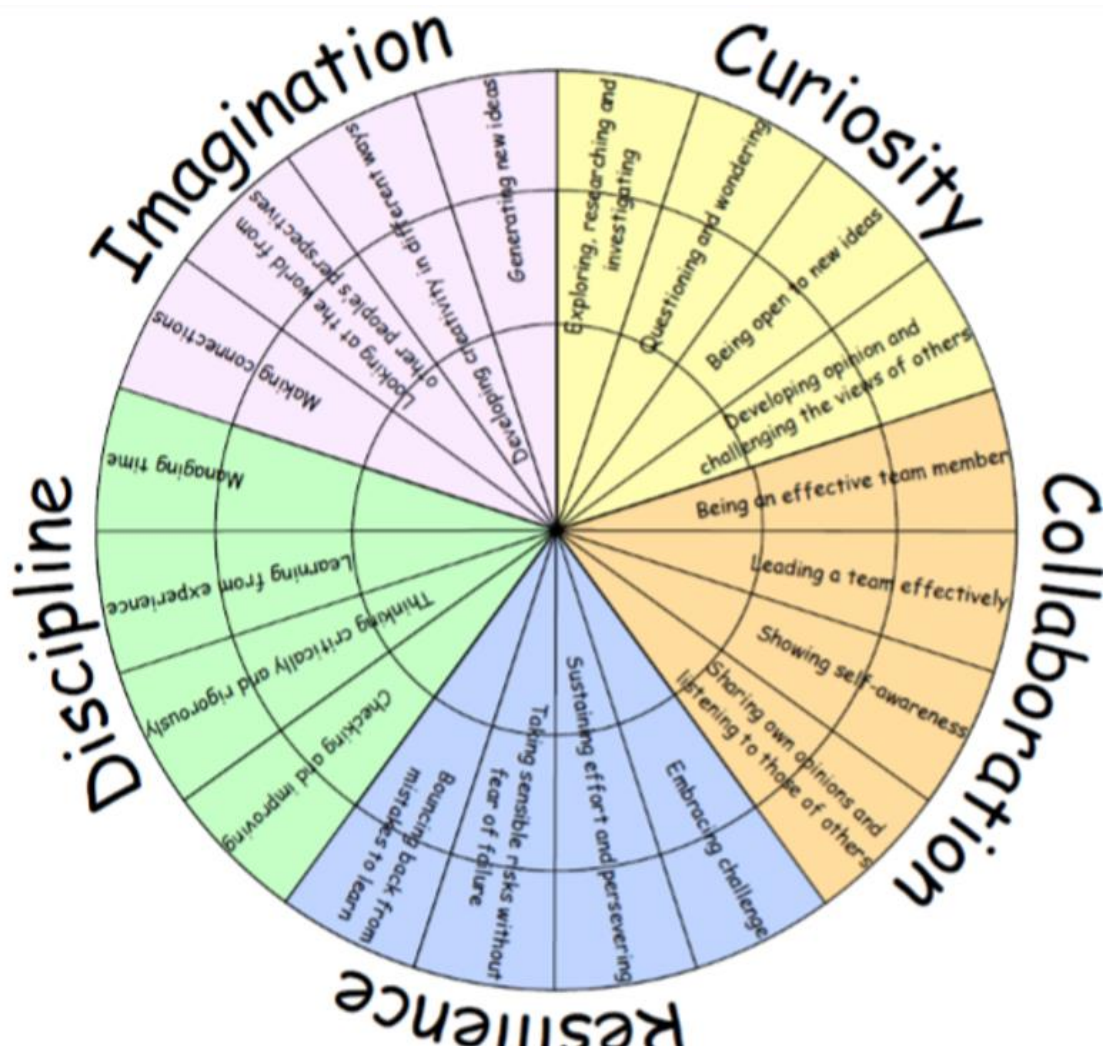 Curiosity
Exploring, researching and
investigating
Questioning and wondering
Being open to new ideas
Developing opinion and
challenging the views of others
Collaboration
Being an effective team member
Leading a team effectively
Showing self-awareness
Sharing own opinions and
listening to those of others
Resilience
Embracing challenge
Sustaining effort and persevering
Taking sensible risks without
fear of failure
Bouncing back from
mistakes to learn
Discipline
Checking and improving
Thinking critically and rigorously
Learning from experience
Managing time
Imagination
Making connections
Looking at the world from
other people's perspectives
Developing creativity in different ways
Generating new ideas